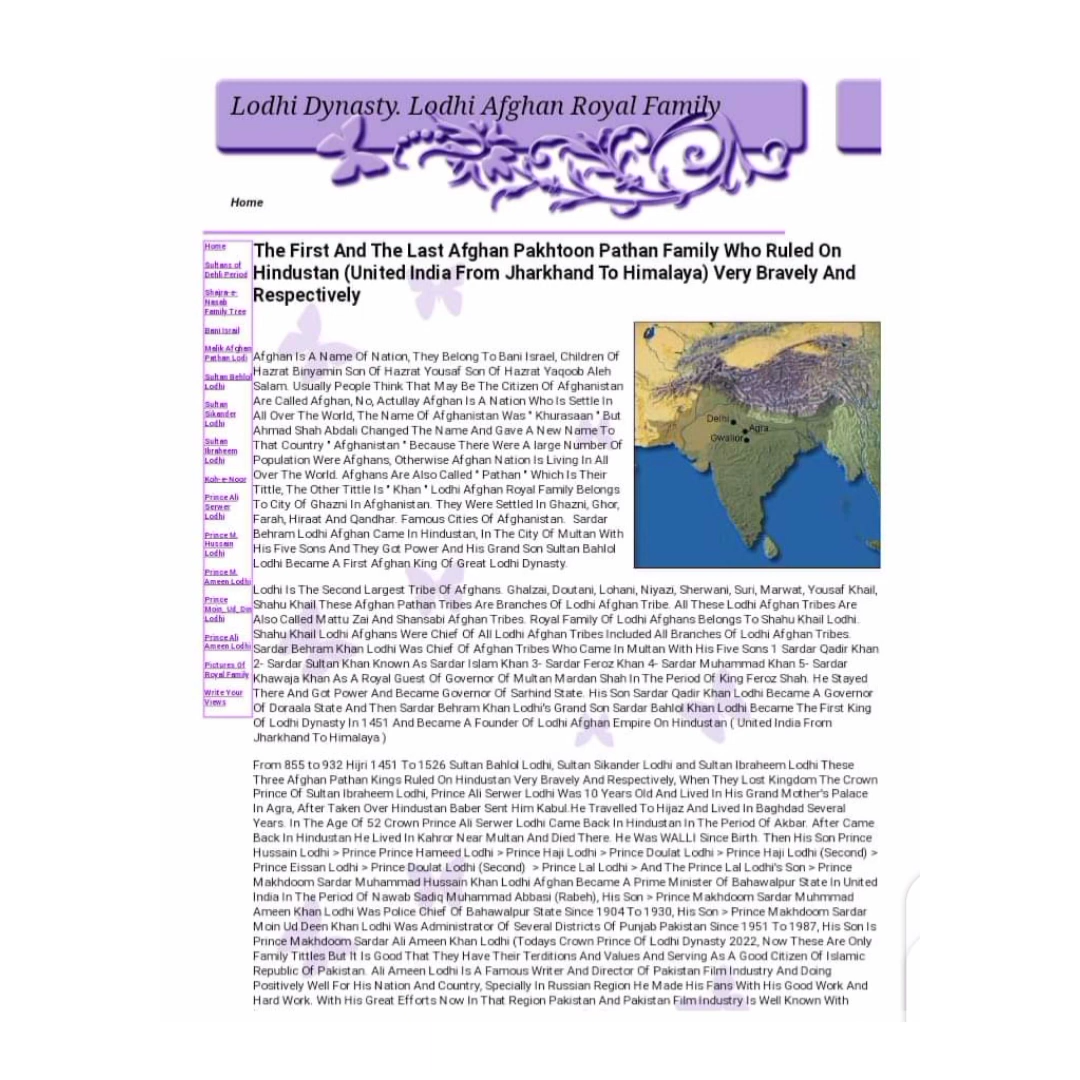 Lodhi Dynasty. Lodhi Afghan Royal Family
Home
Home
Sultans of
Dehli Period
Shajra-e-
Nasab
Family Tree
Bani Israil
Malik Afghan
Pathan Lodi
Sultan Behlol
Lodhi
Sultan
Sikander
Lodhi
Sultan
Ibraheem
Lodhi
Koh-e-Noor
Prince Ali
Serwer
Lodhi
Prince M.
Hussain
Lodhi
Prince M.
Ameen Lodhi
Prince
Moin_Ud_Din
Lodhi
Prince Ali
Ameen Lodhi
Pictures Of
Royal Family
Write Your
Views
The First And The Last Afghan Pakhtoon Pathan Family Who Ruled On
Hindustan (United India From Jharkhand To Himalaya) Very Bravely And
Respectively
Afghan Is A Name Of Nation, They Belong To Bani Israel, Children Of
Hazrat Binyamin Son Of Hazrat Yousaf Son Of Hazrat Yaqoob Aleh
Salam. Usually People Think That May Be The Citizen Of Afghanistan
Are Called Afghan, No, Actullay Afghan Is A Nation Who Is Settle In
All Over The World, The Name Of Afghanistan Was " Khurasaan " But
Ahmad Shah Abdali Changed The Name And Gave A New Name To
That Country " Afghanistan " Because There Were A large Number Of
Population Were Afghans, Otherwise Afghan Nation Is Living In All
Over The World. Afghans Are Also Called " Pathan " Which Is Their
Tittle, The Other Tittle Is " Khan " Lodhi Afghan Royal Family Belongs
To City Of Ghazni In Afghanistan. They Were Settled In Ghazni, Ghor,
Farah, Hiraat And Qandhar. Famous Cities Of Afghanistan.  Sardar
Behram Lodhi Afghan Came In Hindustan, In The City Of Multan With
His Five Sons And They Got Power And His Grand Son Sultan Bahlol
Lodhi Became A First Afghan King Of Great Lodhi Dynasty.
Delhi
Agra
Gwalior
Lodhi Is The Second Largest Tribe Of Afghans. Ghalzai, Doutani, Lohani, Niyazi, Sherwani, Suri, Marwat, Yousaf Khail,
Shahu Khail These Afghan Pathan Tribes Are Branches Of Lodhi Afghan Tribe. All These Lodhi Afghan Tribes Are
Also Called Mattu Zai And Shansabi Afghan Tribes. Royal Family Of Lodhi Afghans Belongs To Shahu Khail Lodhi.
Shahu Khail Lodhi Afghans Were Chief Of All Lodhi Afghan Tribes Included All Branches Of Lodhi Afghan Tribes.
Sardar Behram Khan Lodhi Was Chief Of Afghan Tribes Who Came In Multan With His Five Sons 1 Sardar Qadir Khan
2- Sardar Sultan Khan Known As Sardar Islam Khan 3- Sardar Feroz Khan 4- Sardar Muhammad Khan 5- Sardar
Khawaja Khan As A Royal Guest Of Governor Of Multan Mardan Shah In The Period Of King Feroz Shah. He Stayed
There And Got Power And Became Governor Of Sarhind State. His Son Sardar Qadir Khan Lodhi Became A Governor
Of Doraala State And Then Sardar Behram Khan Lodhi's Grand Son Sardar Bahlol Khan Lodhi Became The First King
Of Lodhi Dynasty In 1451 And Became A Founder Of Lodhi Afghan Empire On Hindustan ( United India From
Jharkhand To Himalaya )
From 855 to 932 Hijri 1451 To 1526 Sultan Bahlol Lodhi, Sultan Sikander Lodhi and Sultan Ibraheem Lodhi These
Three Afghan Pathan Kings Ruled On Hindustan Very Bravely And Respectively, When They Lost Kingdom The Crown
Prince Of Sultan Ibraheem Lodhi, Prince Ali Serwer Lodhi Was 10 Years Old And Lived In His Grand Mother's Palace
In Agra, After Taken Over Hindustan Baber Sent Him Kabul.He Travelled To Hijaz And Lived In Baghdad Several
Years. In The Age Of 52 Crown Prince Ali Serwer Lodhi Came Back In Hindustan In The Period Of Akbar. After Came
Back In Hindustan He Lived In Kahror Near Multan And Died There. He Was WALLI Since Birth. Then His Son Prince
Hussain Lodhi > Prince Prince Hameed Lodhi > Prince Haji Lodhi > Prince Doulat Lodhi > Prince Haji Lodhi (Second) >
Prince Eissan Lodhi > Prince Doulat Lodhi (Second)  > Prince Lal Lodhi > And The Prince Lal Lodhi's Son > Prince
Makhdoom Sardar Muhammad Hussain Khan Lodhi Afghan Became A Prime Minister Of Bahawalpur State In United
India In The Period Of Nawab Sadiq Muhammad Abbasi (Rabeh), His Son > Prince Makhdoom Sardar Muhmmad
Ameen Khan Lodhi Was Police Chief Of Bahawalpur State Since 1904 To 1930, His Son > Prince Makhdoom Sardar
Moin Ud Deen Khan Lodhi Was Administrator Of Several Districts Of Punjab Pakistan Since 1951 To 1987, His Son Is
Prince Makhdoom Sardar Ali Ameen Khan Lodhi (Todays Crown Prince Of Lodhi Dynasty 2022, Now These Are Only
Family Tittles But It Is Good That They Have Their Terditions And Values And Serving As A Good Citizen Of Islamic
Republic Of Pakistan. Ali Ameen Lodhi Is A Famous Writer And Director Of Pakistan Film Industry And Doing
Positively Well For His Nation And Country, Specially In Russian Region He Made His Fans With His Good Work And
Hard Work. With His Great Efforts Now In That Region Pakistan And Pakistan Film Industry Is Well Known With